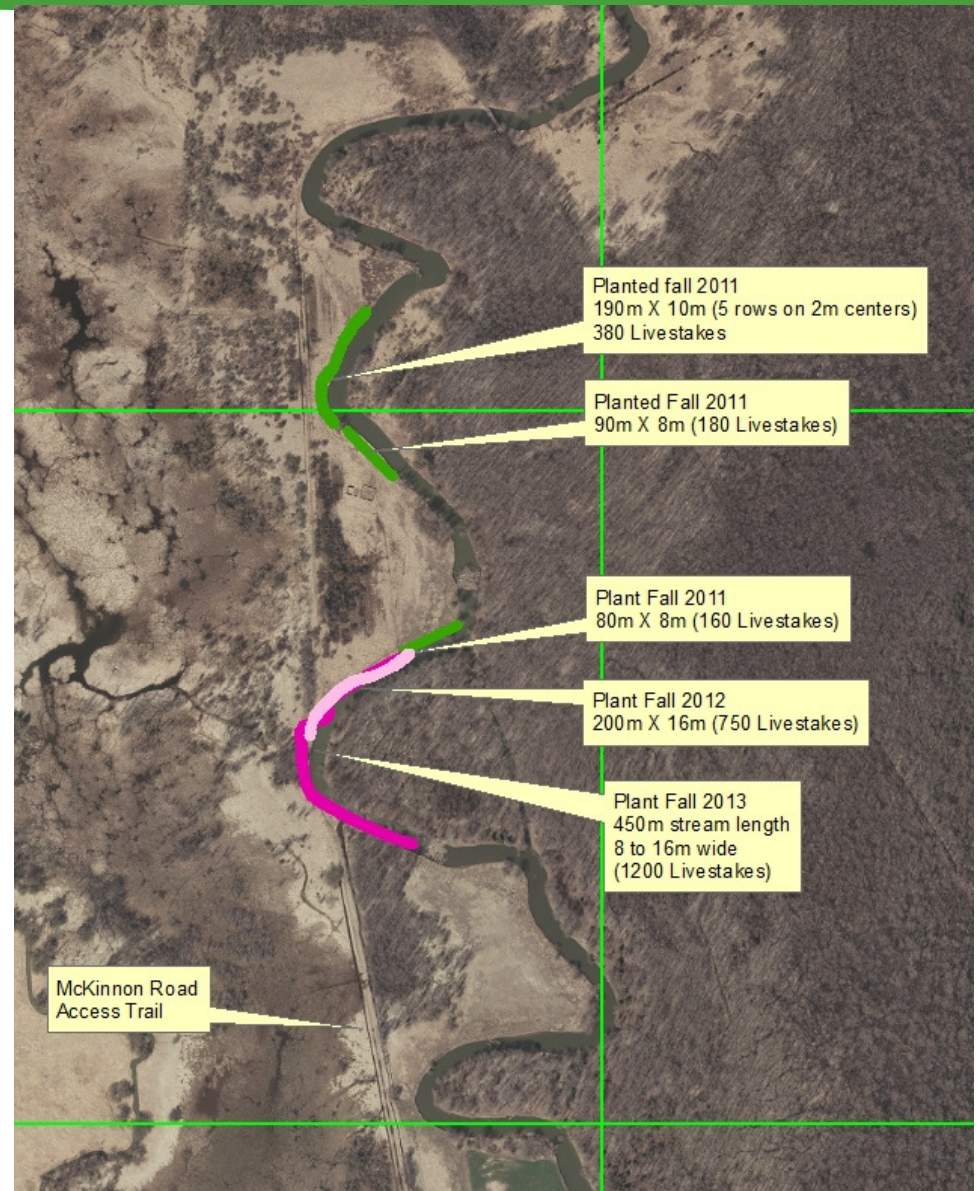 Planted fall 2011
190m X 10m (5 rows on 2m centers)
380 Livestakes
Planted Fall 2011
90m X 8m (180 Livestakes)
Plant Fall 2011
80m X 8m (160 Livestakes)
Plant Fall 2012
200m X 16m (750 Livestakes)
Plant Fall 2013
450m stream length
8 to 16m wide
(1200 Livestakes)
McKinnon Road
Access Trail